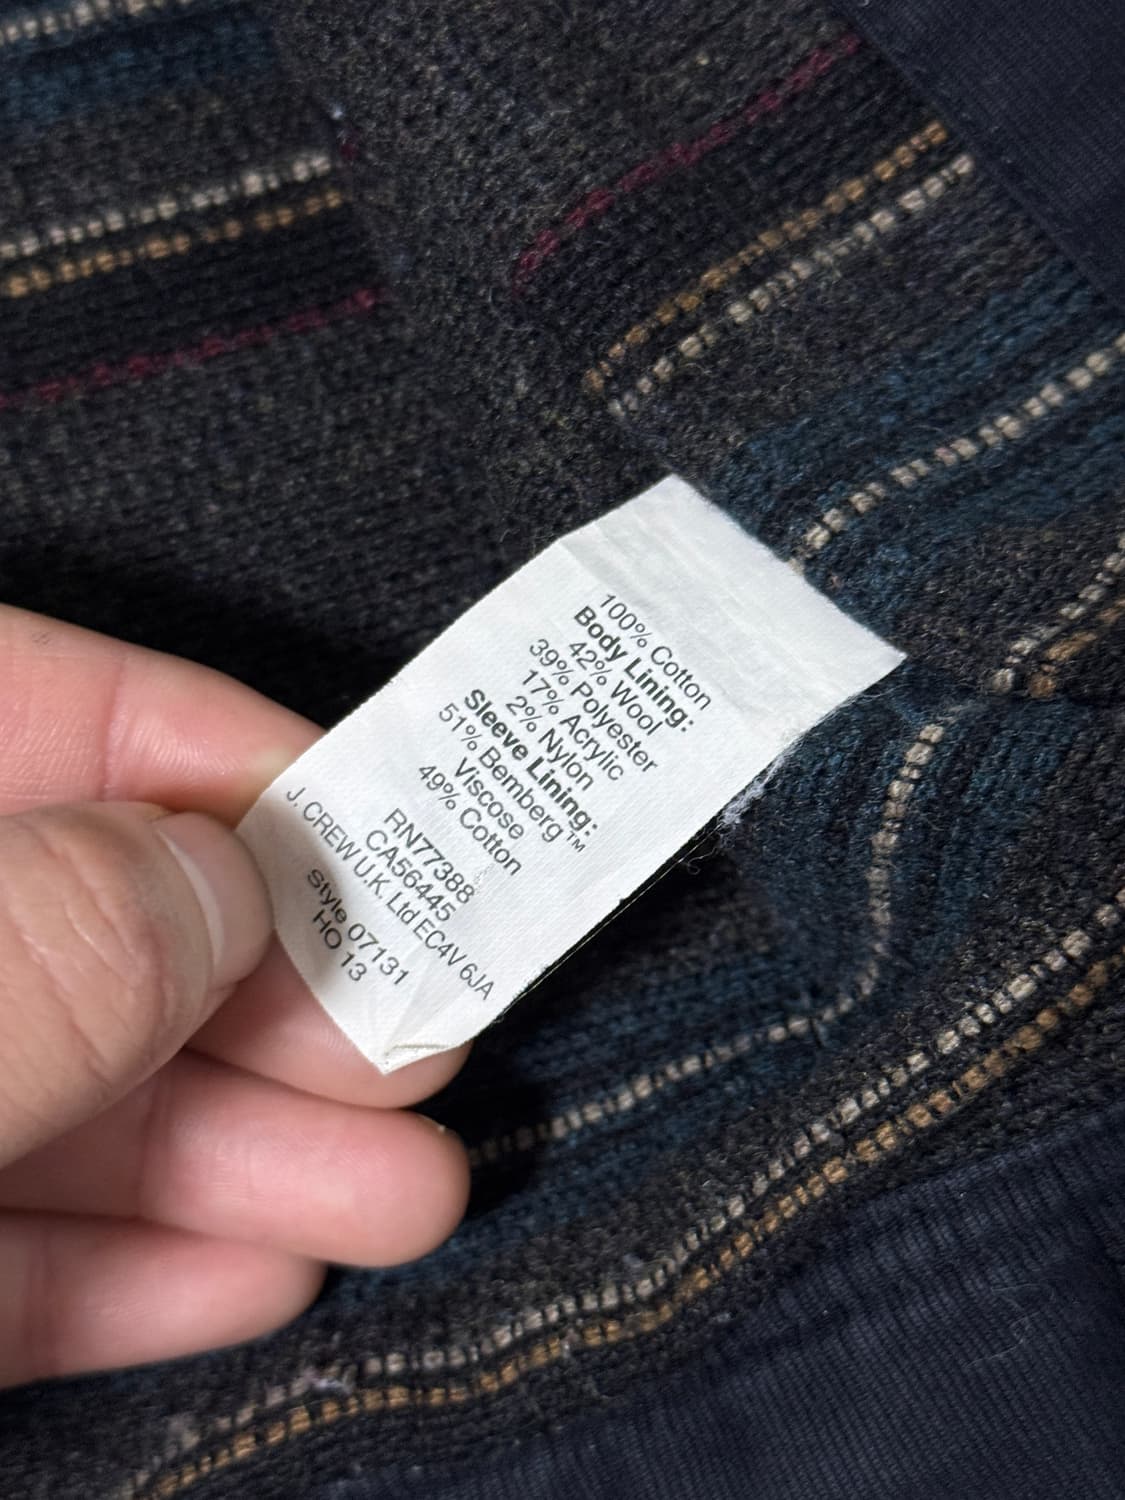 100% Cotton
Body Lining:
42% Wool
39% Polyester
17% Acrylic
2% Nylon
Sleeve Lining:
51% Bemberg™
Viscose
49% Cotton
RN77388
CA56445
J. CREW U.K. Ltd EC4V 6JA
Style 07131
HO 13